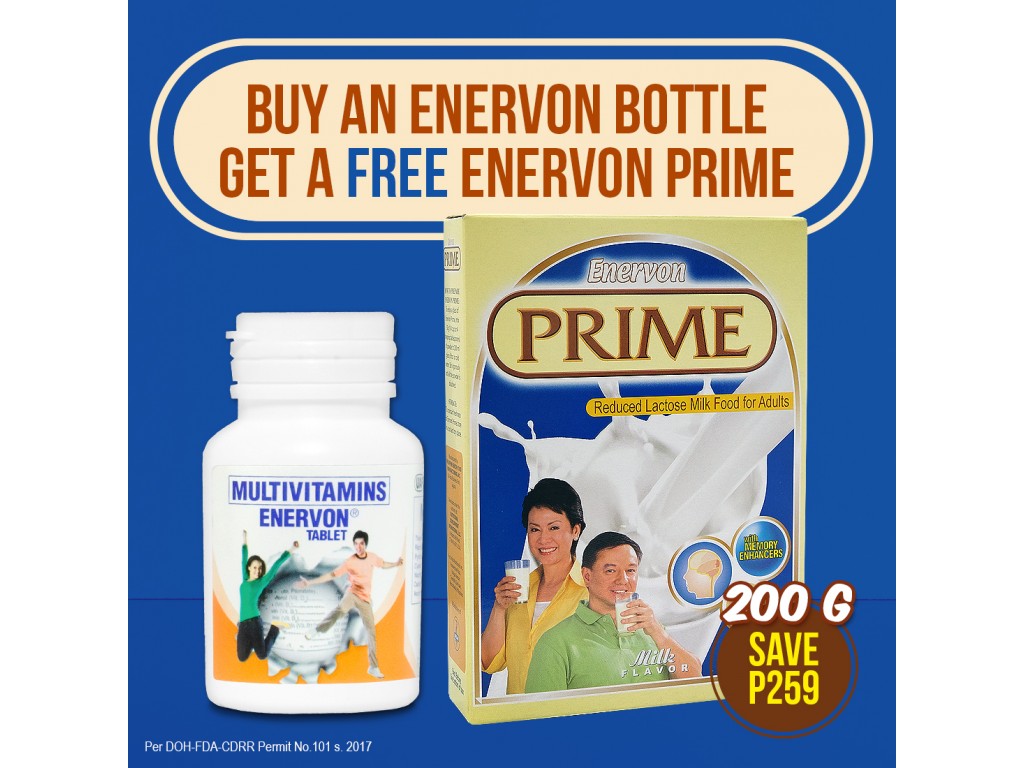 BUY AN ENERVON BOTTLE
GET A FREE ENERVON PRIME
Enervon
PRIME
Reduced Lactose Milk Food for Adults
PRIME
MULTIVITAMINS
ENERVON®
TABLET
with
MEMORY
ENHANCERS
200 G
SAVE
P259
Milk
FLAVOR
Per DOH-FDA-CDRR Permit No.101 s. 2017